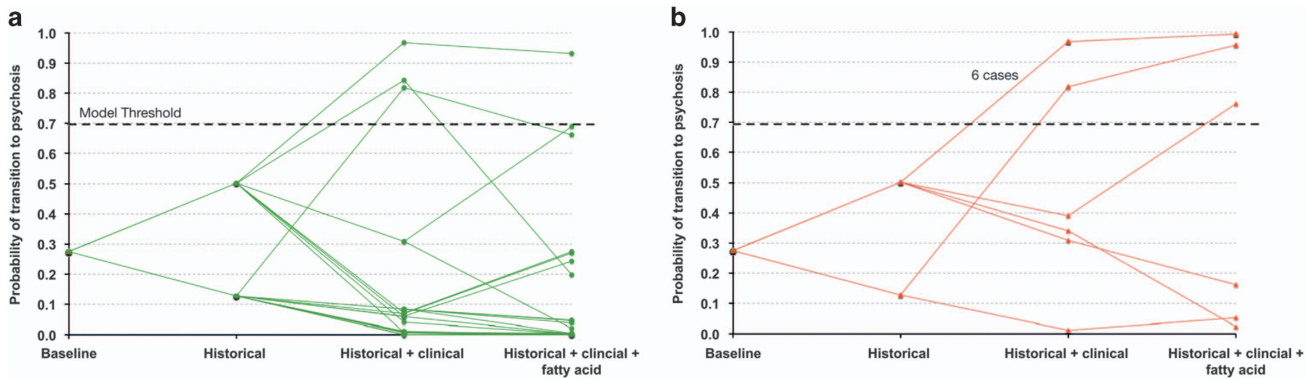 a
Probability of transition to psychosis
1.0
0.9
0.8
0.7
0.6
0.5
0.4
0.3
0.2
0.1
0.0
Model Threshold
Baseline
Historical
Historical + clinical
Historical + clincial +
fatty acid
b
Probability of transition to psychosis
1.0
0.9
0.8
0.7
0.6
0.5
0.4
0.3
0.2
0.1
0.0
6 cases
Baseline
Historical
Historical + clinical
Historical + clincial +
fatty acid